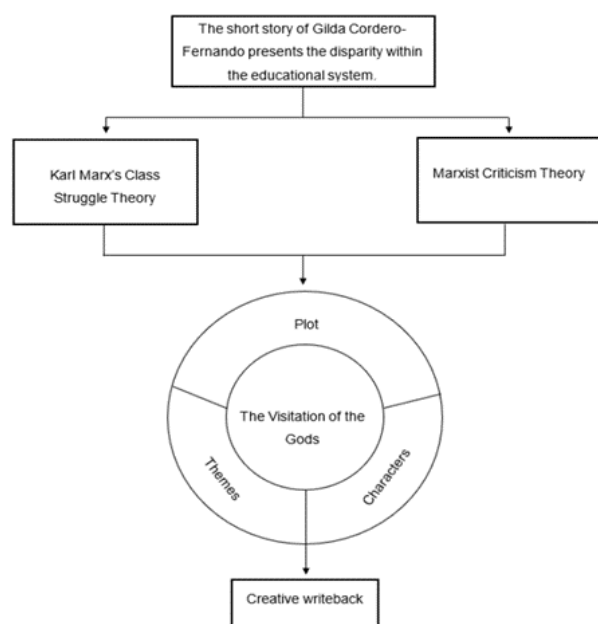 The short story of Gilda Cordero-
Fernando presents the disparity within
the educational system.
Karl Marx's Class
Struggle Theory
Marxist Criticism Theory
Plot
The Visitation of the
Gods
Themes
Characters
Creative writeback